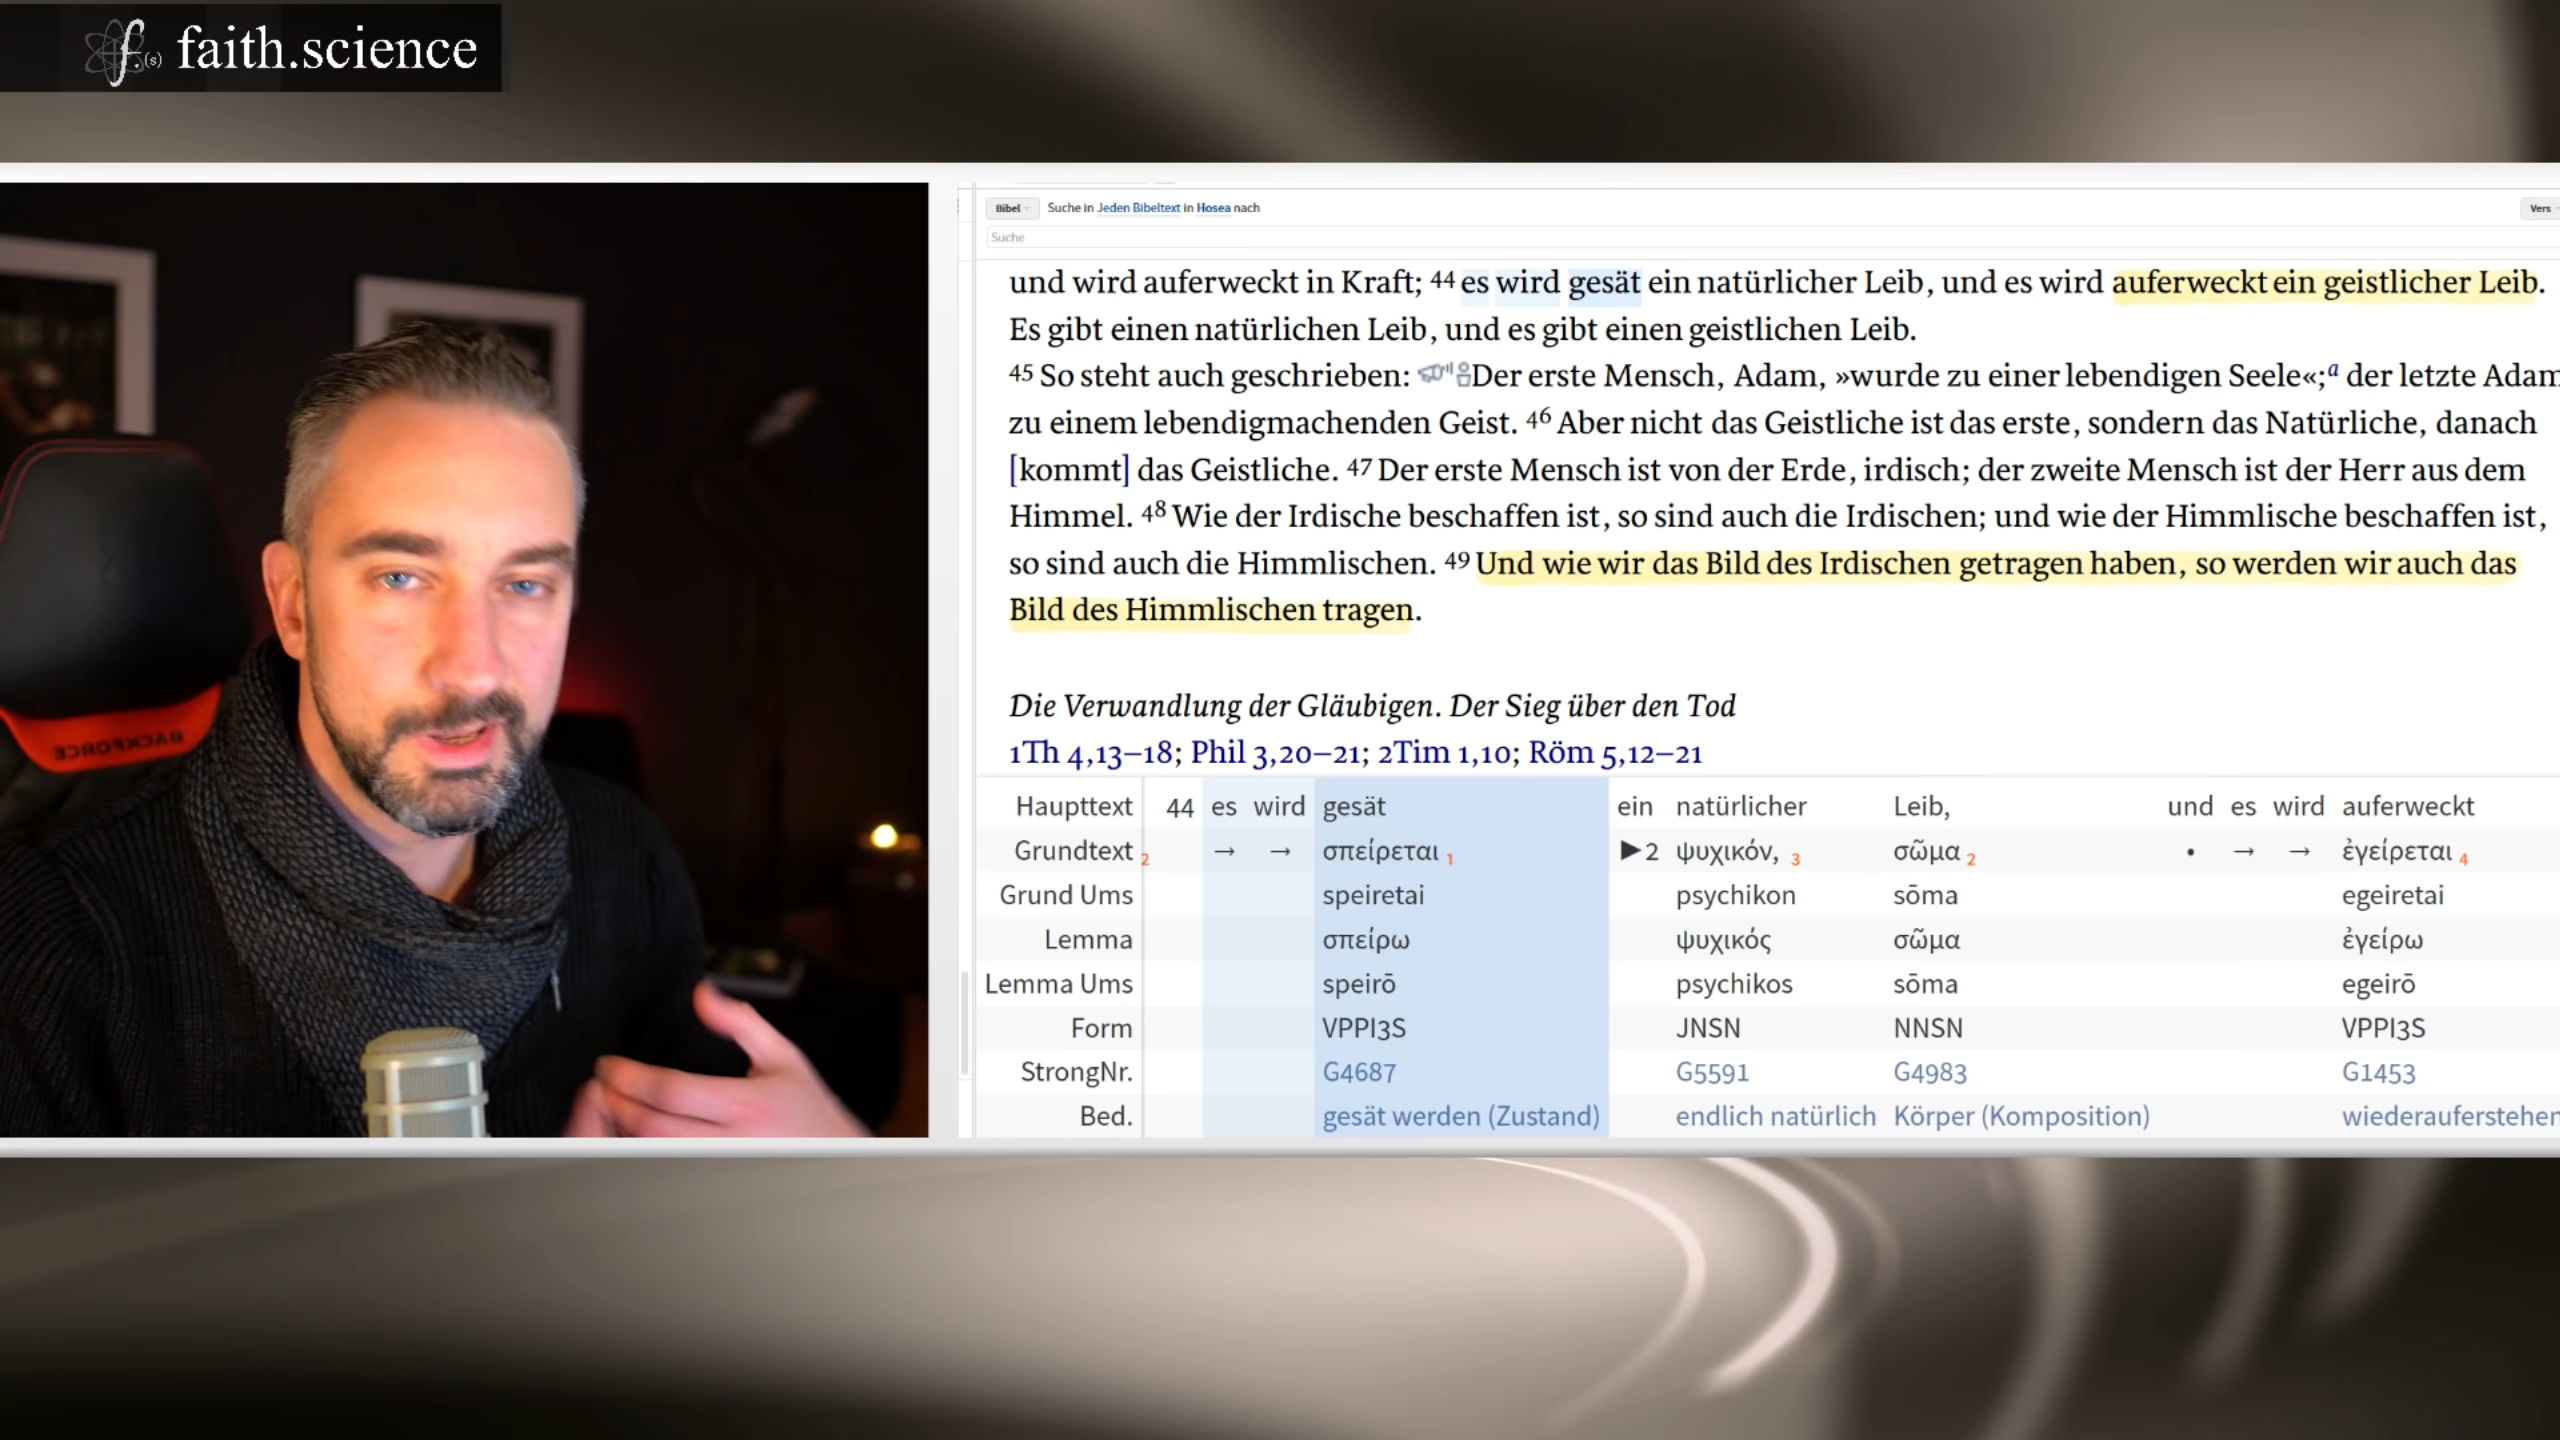 f.(s) faith.science
Bibel Suche in Jeden Bibeltext in Hosea nach Vers
Suche
und wird auferweckt in Kraft; 44 es wird gesät ein natürlicher Leib, und es wird auferweckt ein geistlicher Leib.
Es gibt einen natürlichen Leib, und es gibt einen geistlichen Leib.
45 So steht auch geschrieben: Der erste Mensch, Adam, »wurde zu einer lebendigen Seele«;a der letzte Adam
zu einem lebendigmachenden Geist. 46 Aber nicht das Geistliche ist das erste, sondern das Natürliche, danach
[kommt] das Geistliche. 47 Der erste Mensch ist von der Erde, irdisch; der zweite Mensch ist der Herr aus dem
Himmel. 48 Wie der Irdische beschaffen ist, so sind auch die Irdischen; und wie der Himmlische beschaffen ist,
so sind auch die Himmlischen. 49 Und wie wir das Bild des Irdischen getragen haben, so werden wir auch das
Bild des Himmlischen tragen.
Die Verwandlung der Gläubigen. Der Sieg über den Tod
1Th 4,13–18; Phil 3,20–21; 2Tim 1,10; Röm 5,12–21
Haupttext 44 es wird gesät ein natürlicher Leib, und es wird auferweckt
Grundtext 2 → → σπείρεται 1 ▶2 ψυχικόν, 3 σῶμα 2 • → → ἐγείρεται 4
Grund Ums speiretai psychikon sōma egeiretai
Lemma σπείρω ψυχικός σῶμα ἐγείρω
Lemma Ums speirō psychikos sōma egeirō
Form VPPI3S JNSN NNSN VPPI3S
StrongNr. G4687 G5591 G4983 G1453
Bed. gesät werden (Zustand) endlich natürlich Körper (Komposition) wiederauferstehen
BACKFORCE